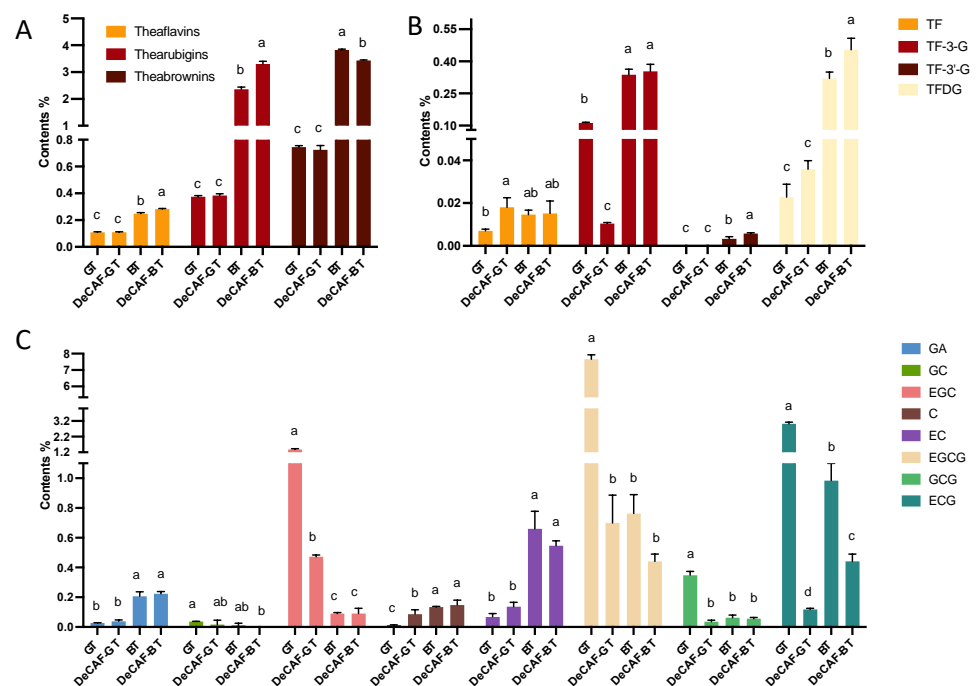 A
Contents %
5
4
3
2
1
0.8
0.6
0.4
0.2
0.0
Theaflavins
Thearubigins
Theabrownins
c c b a
c c b a
c c a b
GT DeCAF-GT BT DeCAF-BT
GT DeCAF-GT BT DeCAF-BT
GT DeCAF-GT BT DeCAF-BT
B
Contents %
0.55
0.40
0.25
0.10
0.04
0.02
0.00
b a ab ab
b c a a
c c b a
c c b a
GT DeCAF-GT BT DeCAF-BT
GT DeCAF-GT BT DeCAF-BT
GT DeCAF-GT BT DeCAF-BT
GT DeCAF-GT BT DeCAF-BT
TF
TF-3-G
TF-3'-G
TFDG
C
Contents %
8
7
6
3.2
2.2
1.2
1.0
0.8
0.6
0.4
0.2
0.0
b b a a
a ab ab b
a b c c
c b a a
b b a a
a b b b
a b b b
a d b c
GT DeCAF-GT BT DeCAF-BT
GT DeCAF-GT BT DeCAF-BT
GT DeCAF-GT BT DeCAF-BT
GT DeCAF-GT BT DeCAF-BT
GT DeCAF-GT BT DeCAF-BT
GT DeCAF-GT BT DeCAF-BT
GT DeCAF-GT BT DeCAF-BT
GT DeCAF-GT BT DeCAF-BT
GA
GC
EGC
C
EC
EGCG
GCG
ECG